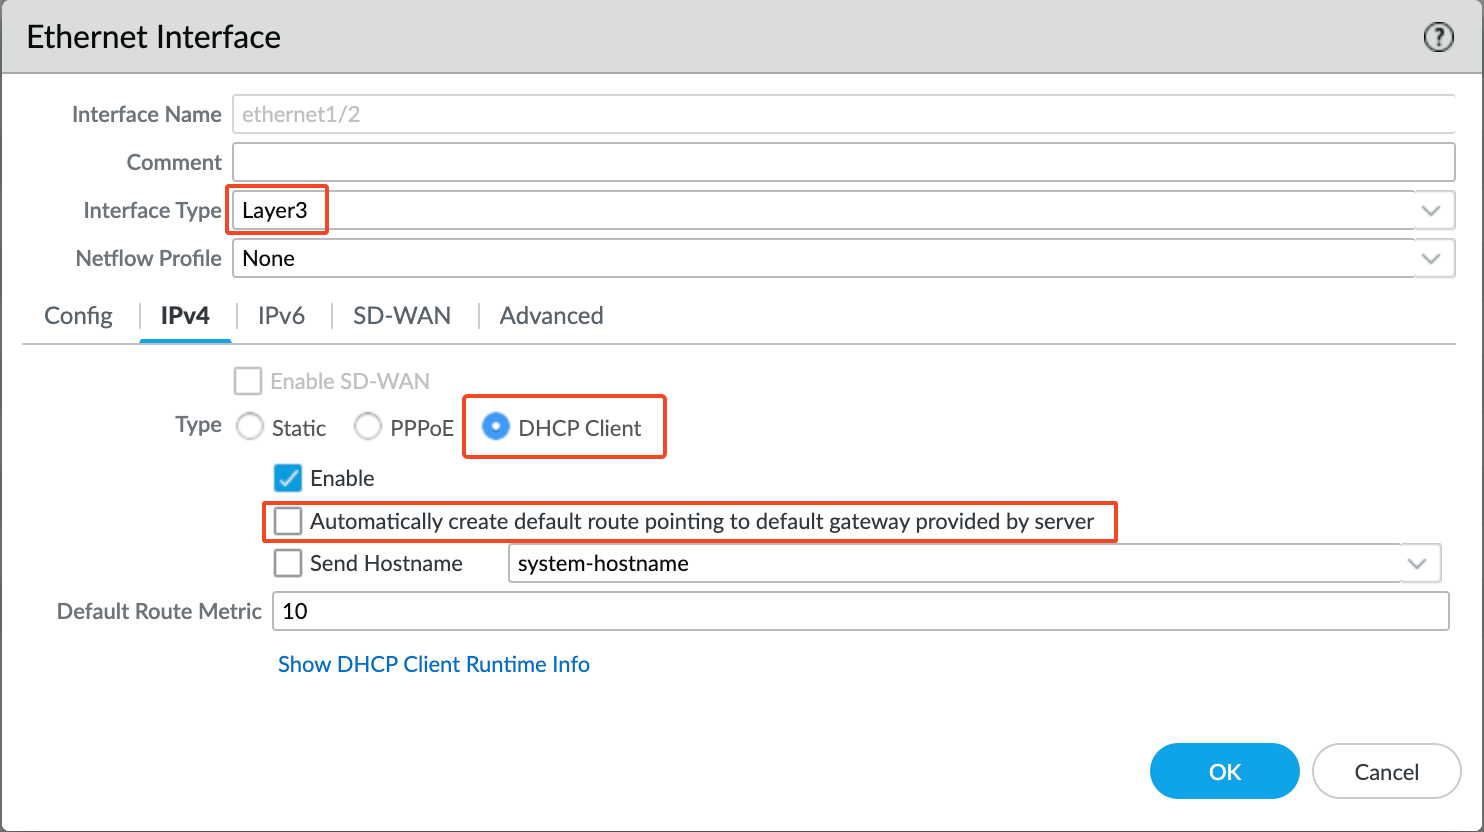 Ethernet Interface ?
Interface Name ethernet1/2
Comment
Interface Type Layer3
Netflow Profile None
Config IPv4 IPv6 SD-WAN Advanced
Enable SD-WAN
Type Static PPPoE DHCP Client
Enable
Automatically create default route pointing to default gateway provided by server
Send Hostname system-hostname
Default Route Metric 10
Show DHCP Client Runtime Info
OK Cancel